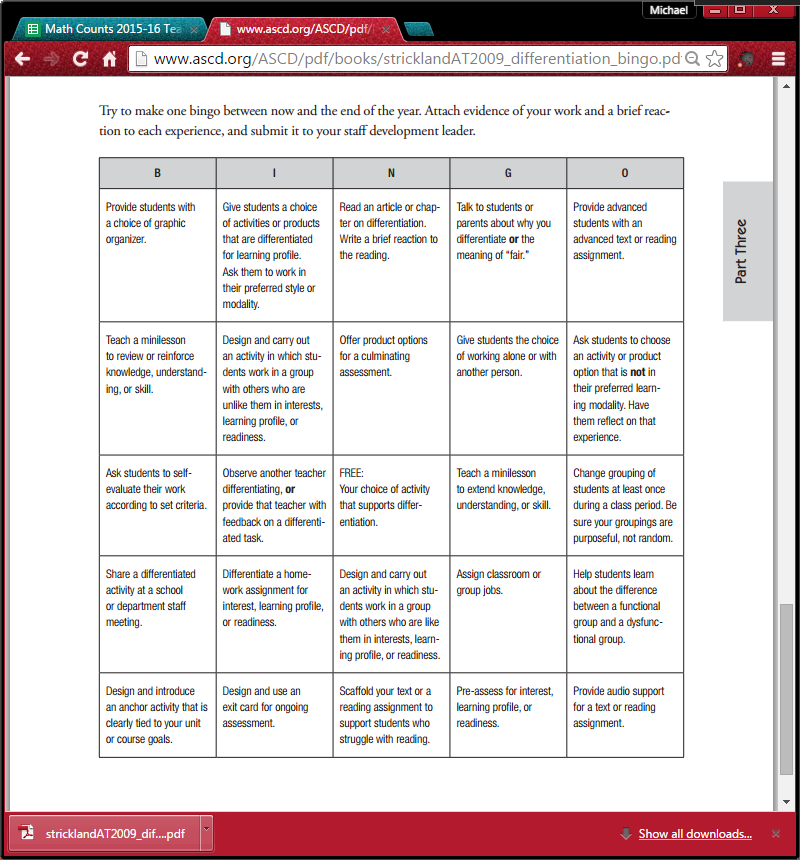 Michael
Math Counts 2015-16 Tea
www.ascd.org/ASCD/pdf/
www.ascd.org/ASCD/pdf/books/stricklandAT2009_differentiation_bingo.pd
Try to make one bingo between now and the end of the year. Attach evidence of your work and a brief reac-
tion to each experience, and submit it to your staff development leader.
B
I
N
G
O
Provide students with
a choice of graphic
organizer.
Give students a choice
of activities or products
that are differentiated
for learning profile.
Ask them to work in
their preferred style or
modality.
Read an article or chap-
ter on differentiation.
Write a brief reaction to
the reading.
Talk to students or
parents about why you
differentiate or the
meaning of “fair.”
Provide advanced
students with an
advanced text or reading
assignment.
Part Three
Teach a minilesson
to review or reinforce
knowledge, understand-
ing, or skill.
Design and carry out
an activity in which stu-
dents work in a group
with others who are
unlike them in interests,
learning profile, or
readiness.
Offer product options
for a culminating
assessment.
Give students the choice
of working alone or with
another person.
Ask students to choose
an activity or product
option that is not in
their preferred learn-
ing modality. Have
them reflect on that
experience.
Ask students to self-
evaluate their work
according to set criteria.
Observe another teacher
differentiating, or
provide that teacher with
feedback on a differenti-
ated task.
FREE:
Your choice of activity
that supports differ-
entiation.
Teach a minilesson
to extend knowledge,
understanding, or skill.
Change grouping of
students at least once
during a class period. Be
sure your groupings are
purposeful, not random.
Share a differentiated
activity at a school
or department staff
meeting.
Differentiate a home-
work assignment for
interest, learning profile,
or readiness.
Design and carry out
an activity in which stu-
dents work in a group
with others who are like
them in interests, learn-
ing profile, or readiness.
Assign classroom or
group jobs.
Help students learn
about the difference
between a functional
group and a dysfunc-
tional group.
Design and introduce
an anchor activity that is
clearly tied to your unit
or course goals.
Design and use an
exit card for ongoing
assessment.
Scaffold your text or a
reading assignment to
support students who
struggle with reading.
Pre-assess for interest,
learning profile, or
readiness.
Provide audio support
for a text or reading
assignment.
stricklandAT2009_dif....pdf
Show all downloads...